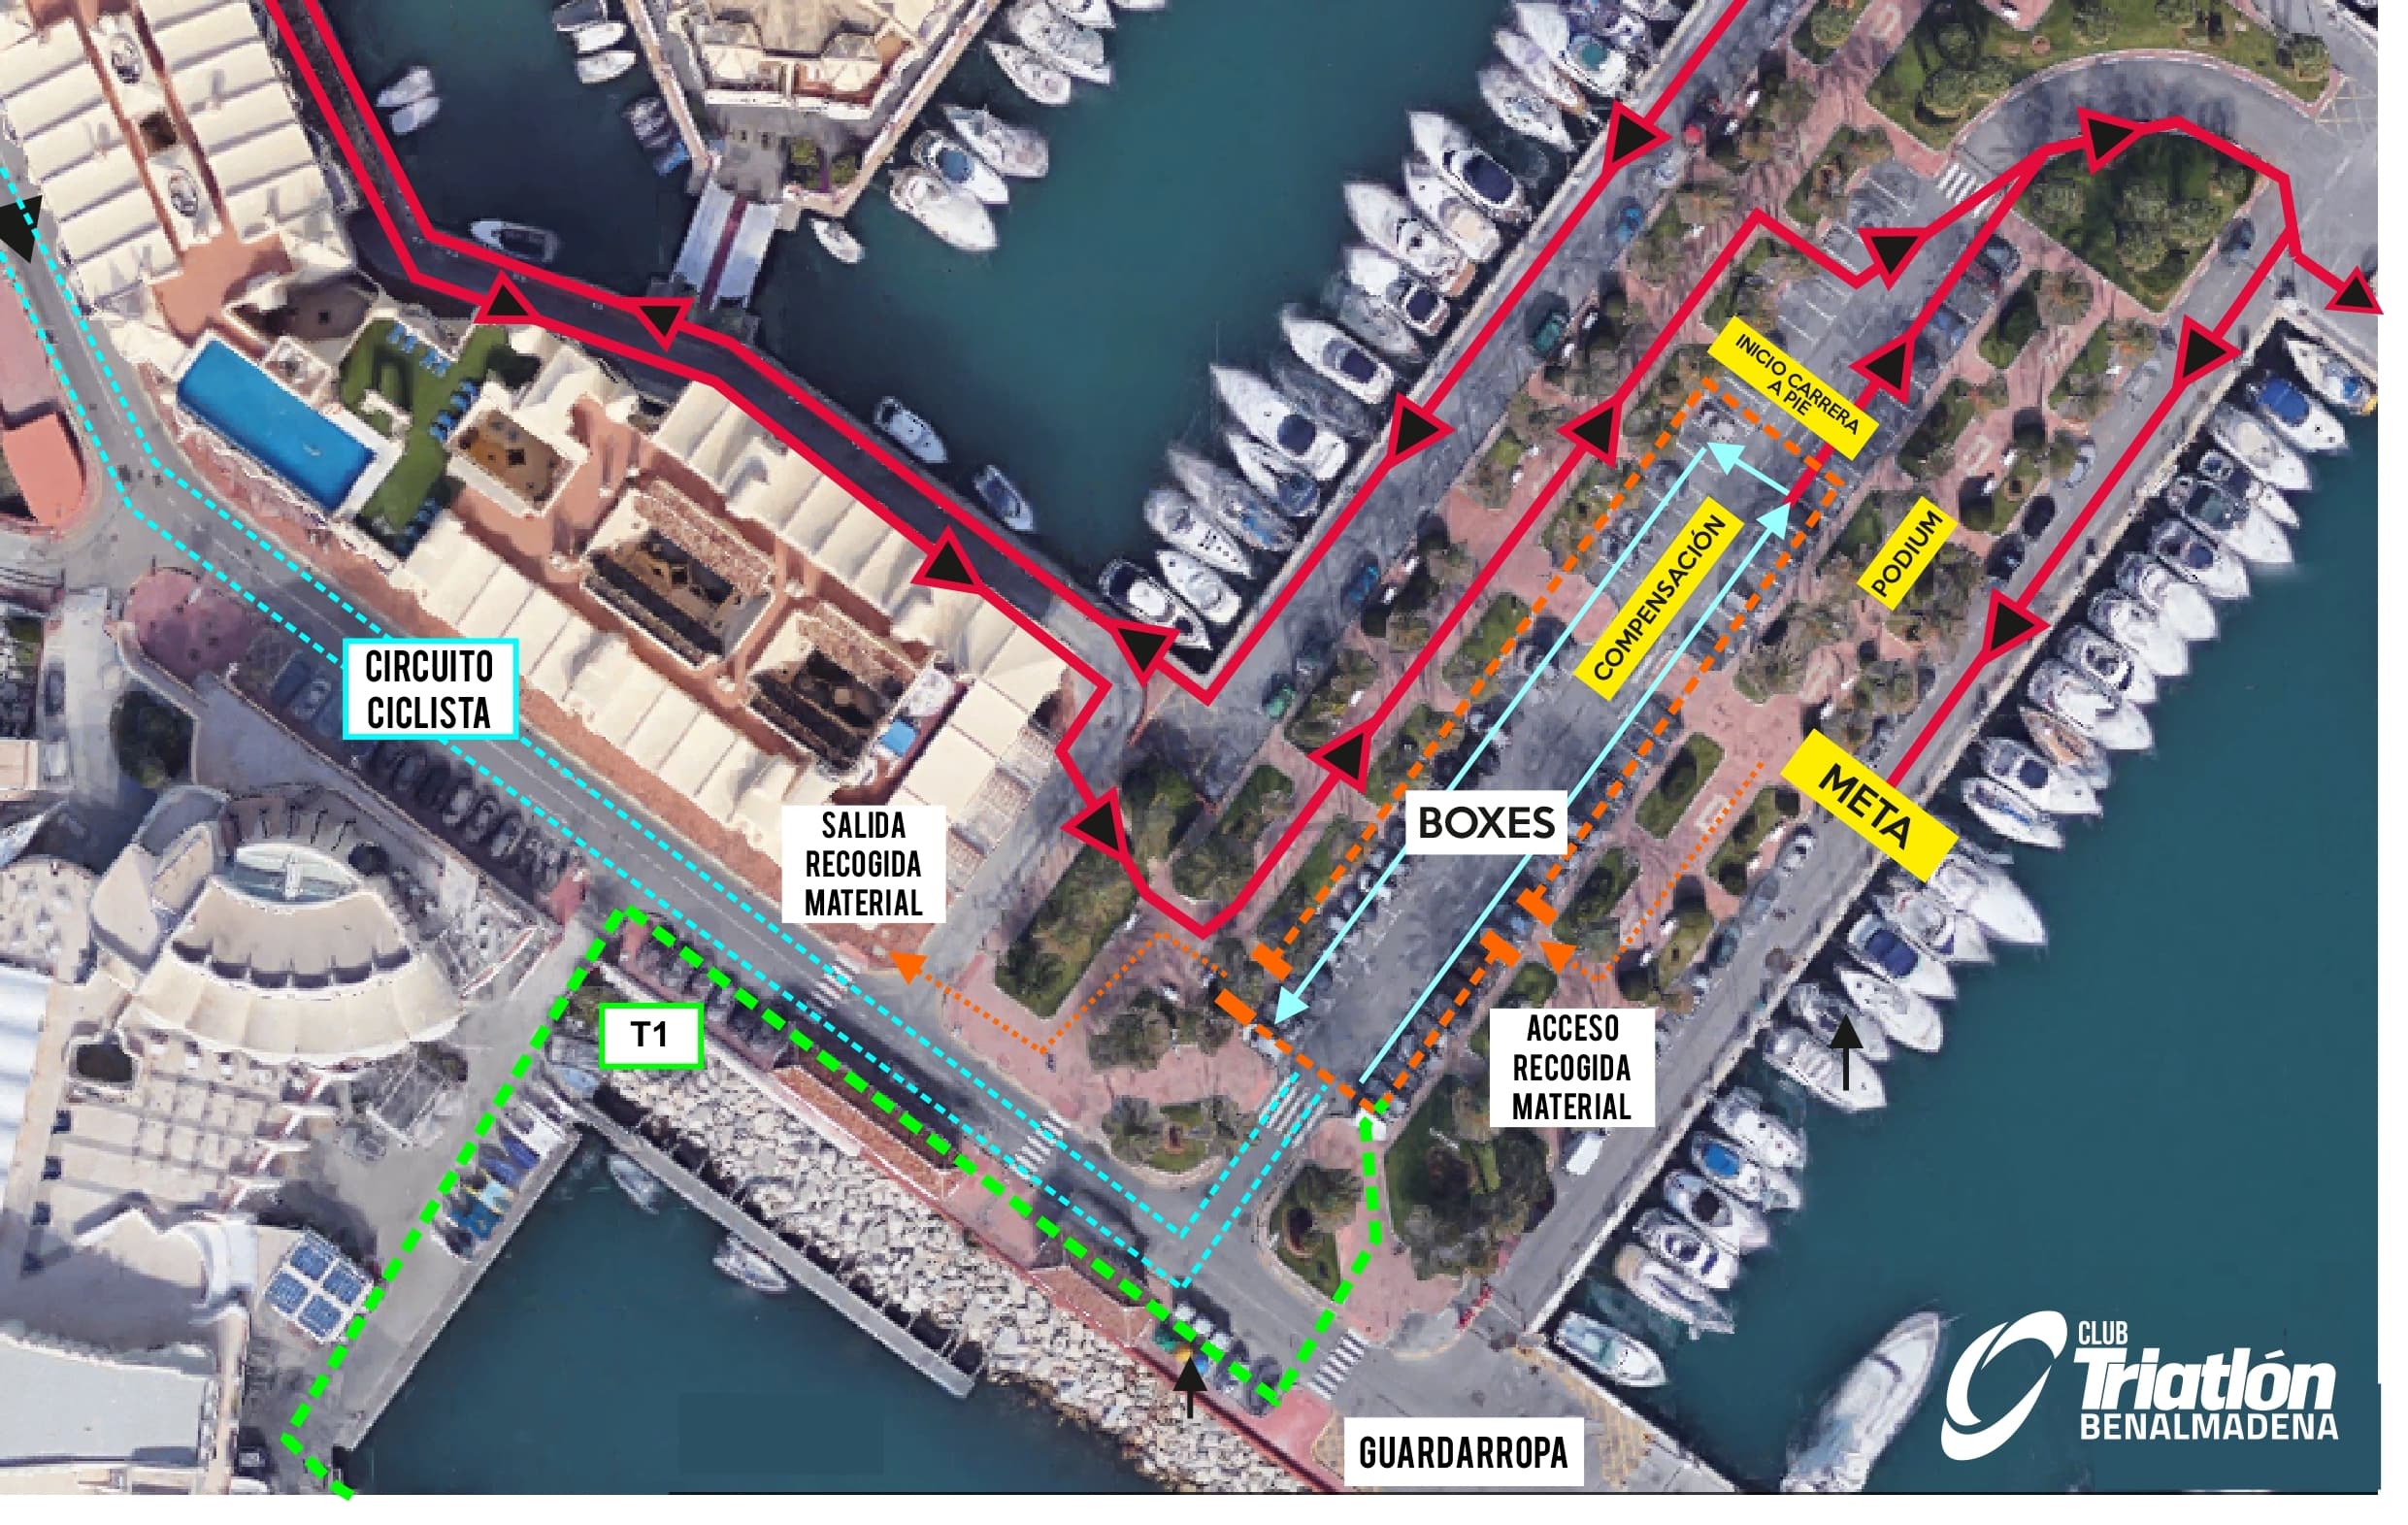 INICIO CARRERA
A PIE
COMPENSACIÓN
PODIUM
CIRCUITO
CICLISTA
META
BOXES
SALIDA
RECOGIDA
MATERIAL
T1
ACCESO
RECOGIDA
MATERIAL
CLUB
Triatlón
BENALMADENA
GUARDARROPA